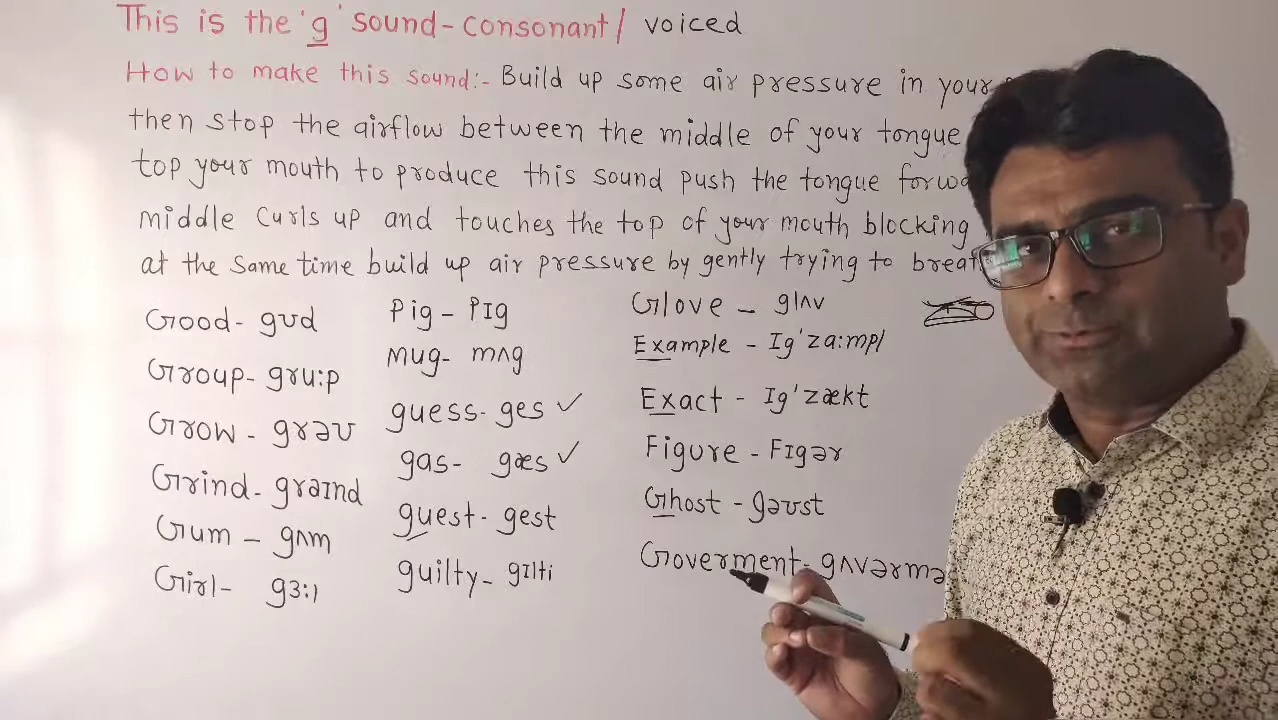 This is the 'g' sound - consonant / voiced
How to make this sound:- Build up some air pressure in your
then stop the airflow between the middle of your tongue
top your mouth to produce this sound push the tongue
middle curls up and touches the top of your mouth blocking
at the same time build up air pressure by gently trying to
Good - gʊd
Group - gru:p
Grow - grəʊ
Grind - graɪnd
Gum - gʌm
Girl - gɜ:l
Pig - pɪg
Mug - mʌg
guess - ges ✓
gas - gæs ✓
guest - gest
guilty - gɪlti
Glove - glʌv
Example - Ig'za:mpl
Exact - Ig'zækt
Figure - Fɪgər
Ghost - gəʊst
Goverment -